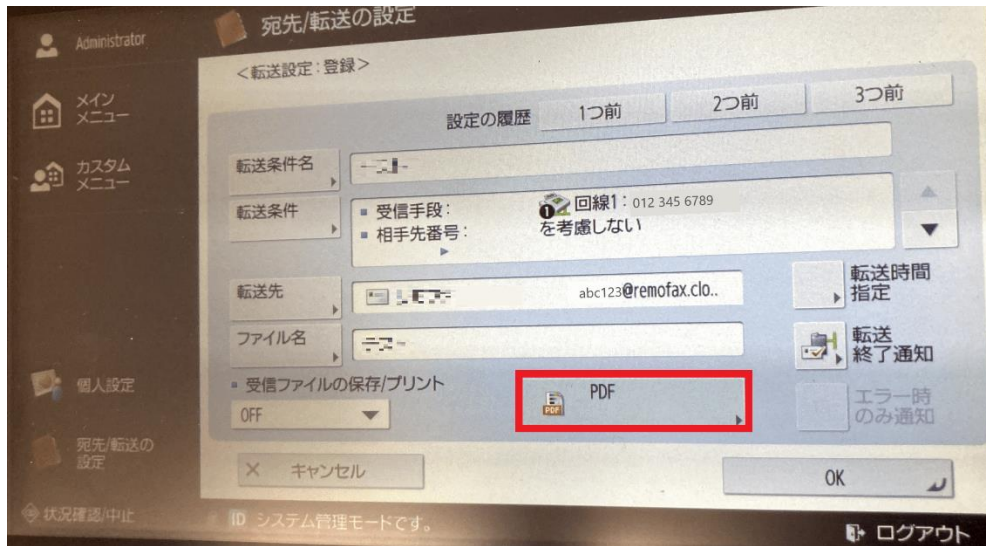 Administrator
宛先/転送の設定
<転送設定:登録>
メイン
メニュー
設定の履歴
1つ前
2つ前
3つ前
カスタム
メニュー
転送条件名
転送条件
■ 受信手段:
❶ 回線1: 012 345 6789
■ 相手先番号:
を考慮しない
転送先
abc123@remofax.clo..
転送時間
指定
ファイル名
転送
終了通知
個人設定
■ 受信ファイルの保存/プリント
OFF
PDF
PDF
エラー時
のみ通知
宛先/転送の
設定
× キャンセル
OK
状況確認/中止
ID システム管理モードです。
ログアウト